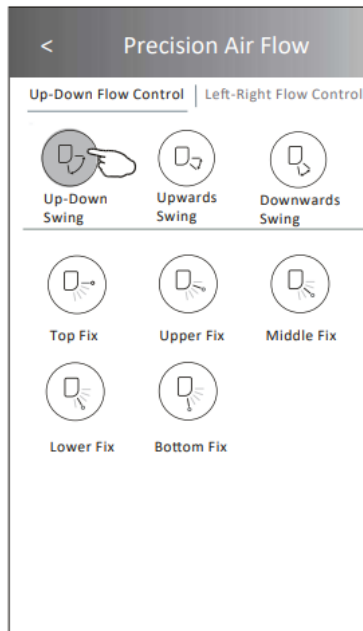 < Precision Air Flow
Up-Down Flow Control | Left-Right Flow Control
Up-Down Swing
Upwards Swing
Downwards Swing
Top Fix
Upper Fix
Middle Fix
Lower Fix
Bottom Fix